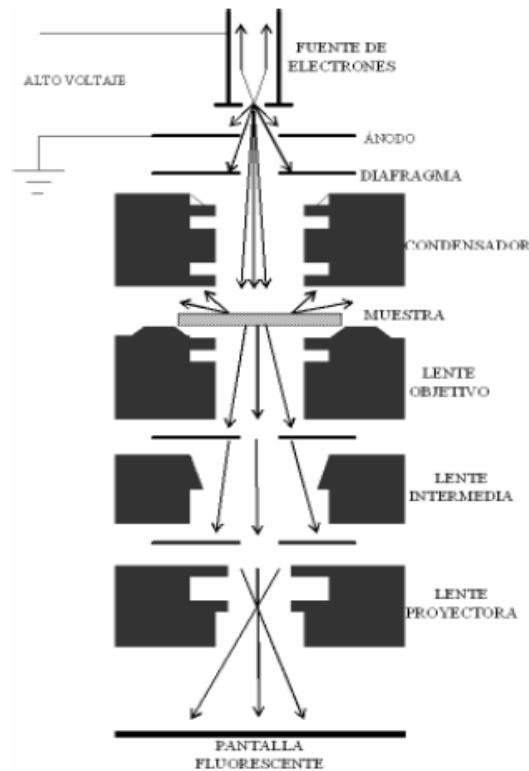 FUENTE DE
ELECTRONES
ALTO VOLTAJE
ÁNODO
DIAFRAGMA
CONDENSADOR
MUESTRA
LENTE
OBJETIVO
LENTE
INTERMEDIA
LENTE
PROYECTORA
PANTALLA
FLUORESCENTE